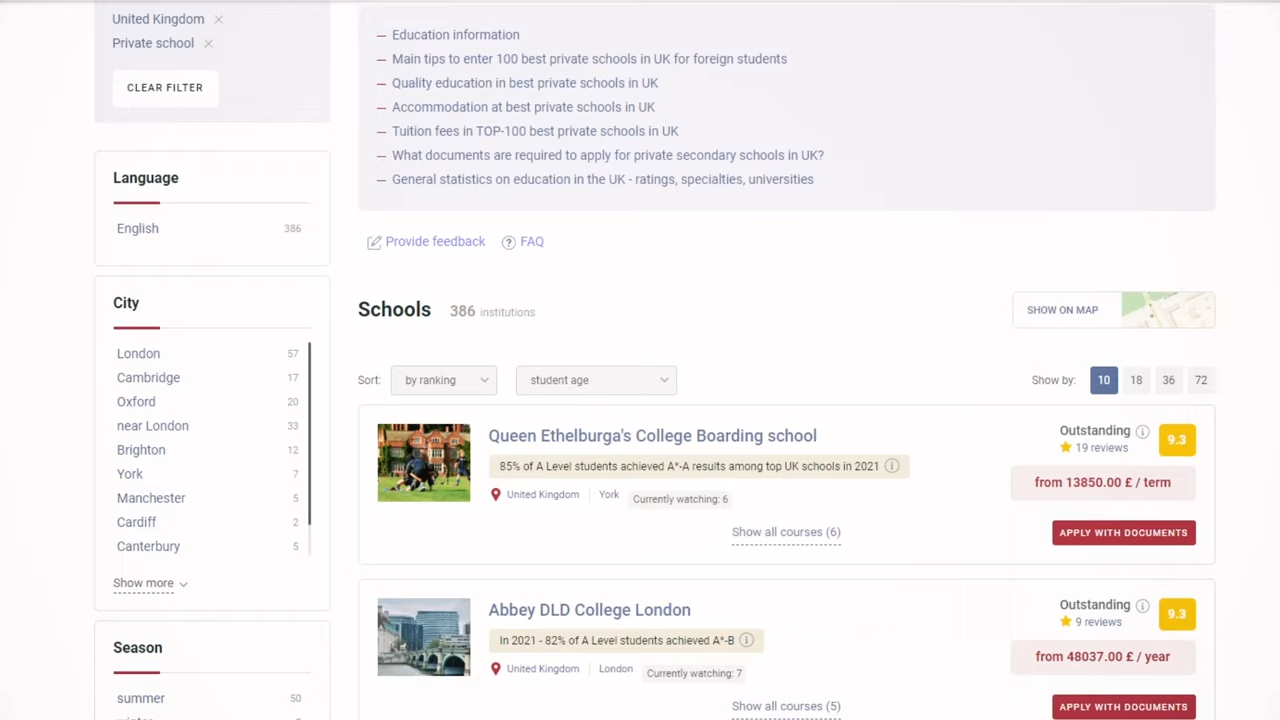 United Kingdom
Private school
CLEAR FILTER
Language
English 386
City
London 57
Cambridge 17
Oxford 20
near London 33
Brighton 12
York 7
Manchester 5
Cardiff 2
Canterbury 5
Show more
Season
summer 50
Education information
Main tips to enter 100 best private schools in UK for foreign students
Quality education in best private schools in UK
Accommodation at best private schools in UK
Tuition fees in TOP-100 best private schools in UK
What documents are required to apply for private secondary schools in UK?
General statistics on education in the UK - ratings, specialties, universities
Provide feedback ? FAQ
Schools 386 institutions
SHOW ON MAP
Sort: by ranking student age
Show by: 10 18 36 72
Queen Ethelburga's College Boarding school
85% of A Level students achieved A*-A results among top UK schools in 2021
United Kingdom York Currently watching: 6
Show all courses (6)
Outstanding 9.3
19 reviews
from 13850.00 £ / term
APPLY WITH DOCUMENTS
Abbey DLD College London
In 2021 - 82% of A Level students achieved A*-B
United Kingdom London Currently watching: 7
Show all courses (5)
Outstanding 9.3
9 reviews
from 48037.00 £ / year
APPLY WITH DOCUMENTS